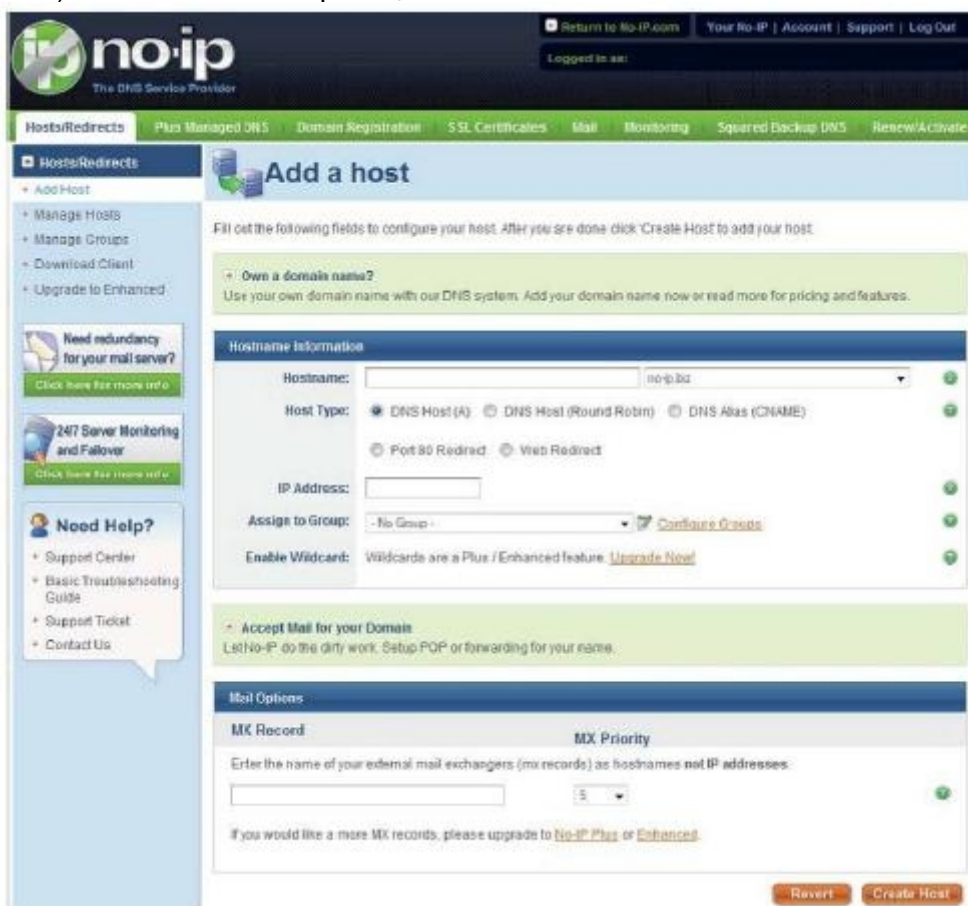 Return to No-IP.com
Your No-IP | Account | Support | Log Out
Logged in as:
no-ip
The DNS Service Provider
Hosts/Redirects
Plus Managed DNS
Domain Registration
SSL Certificates
Mail
Monitoring
Squared Backup DNS
Renew/Activate
Hosts/Redirects
Add Host
Manage Hosts
Manage Groups
Download Client
Upgrade to Enhanced
Need redundancy
for your mail server?
Click here for more info
24/7 Server Monitoring
and Failover
Click here for more info
Need Help?
Support Center
Basic Troubleshooting
Guide
Support Ticket
Contact Us
Add a host
Fill out the following fields to configure your host. After you are done click 'Create Host' to add your host.
Own a domain name?
Use your own domain name with our DNS system. Add your domain name now or read more for pricing and features.
Hostname Information
Hostname: no-ip.biz
Host Type: DNS Host (A) DNS Host (Round Robin) DNS Alias (CNAME)
Port 80 Redirect Web Redirect
IP Address:
Assign to Group: - No Group - Configure Groups
Enable Wildcard: Wildcards are a Plus / Enhanced feature. Upgrade Now!
Accept Mail for your Domain
Let No-IP do the dirty work. Setup POP or forwarding for your name.
Mail Options
MX Record MX Priority
Enter the name of your external mail exchangers (mx records) as hostnames not IP addresses.
5
If you would like a more MX records, please upgrade to No-IP Plus or Enhanced.
Revert Create Host